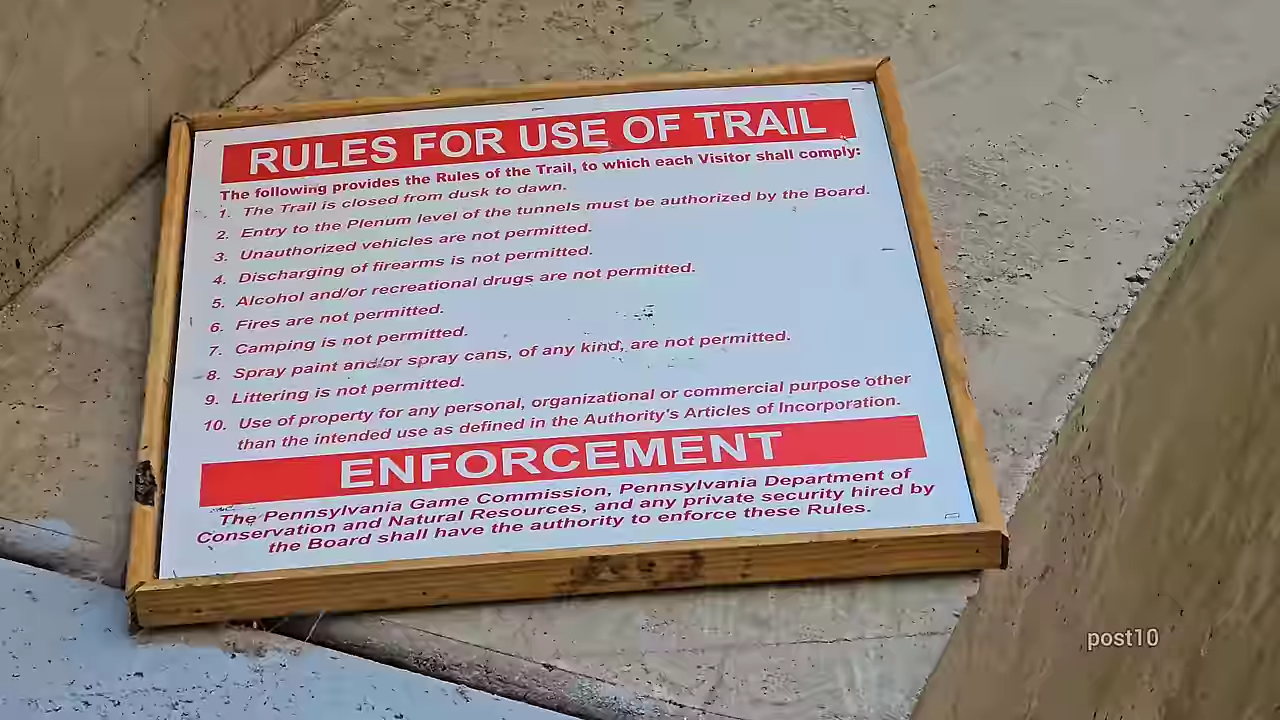 RULES FOR USE OF TRAIL
The following provides the Rules of the Trail, to which each Visitor shall comply:
1. The Trail is closed from dusk to dawn.
2. Entry to the Plenum level of the tunnels must be authorized by the Board.
3. Unauthorized vehicles are not permitted.
4. Discharging of firearms is not permitted.
5. Alcohol and/or recreational drugs are not permitted.
6. Fires are not permitted.
7. Camping is not permitted.
8. Spray paint and/or spray cans, of any kind, are not permitted.
9. Littering is not permitted.
10. Use of property for any personal, organizational or commercial purpose other
than the intended use as defined in the Authority's Articles of Incorporation.
ENFORCEMENT
The Pennsylvania Game Commission, Pennsylvania Department of
Conservation and Natural Resources, and any private security hired by
the Board shall have the authority to enforce these Rules.
post10